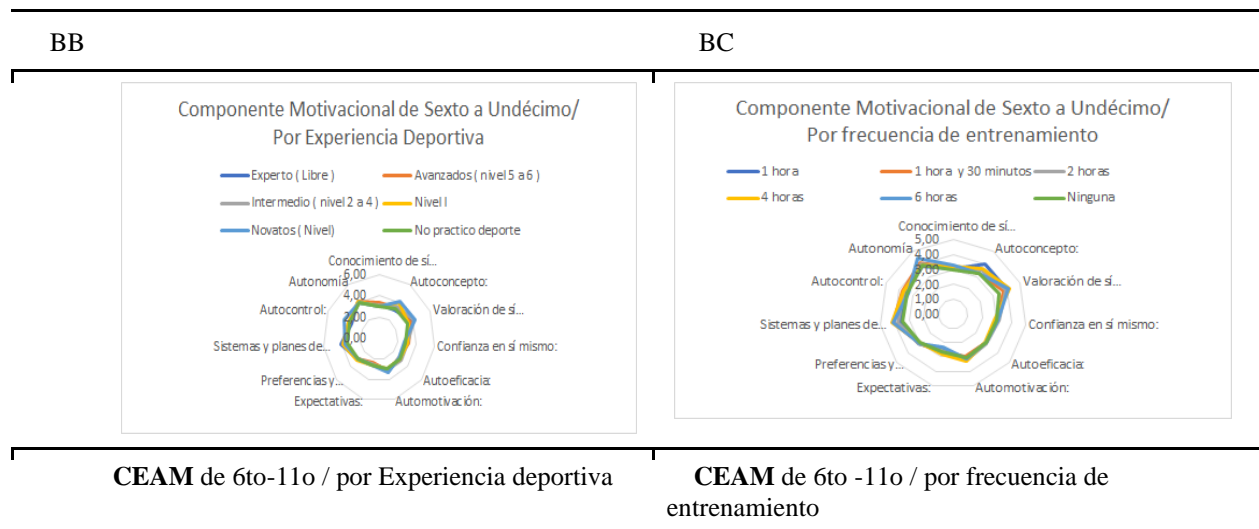 BB
BC
Componente Motivacional de Sexto a Undécimo/
Por Experiencia Deportiva
Experto ( Libre )
Avanzados ( nivel 5 a 6 )
Intermedio ( nivel 2 a 4 )
Nivel I
Novatos ( Nivel)
No practico deporte
Conocimiento de sí...
Autoconcepto:
Valoración de sí...
Confianza en sí mismo:
Autoeficacia:
Automotivación:
Expectativas:
Preferencias y...
Sistemas y planes de...
Autocontrol:
Autonomía
6,00
4,00
2,00
0,00
Componente Motivacional de Sexto a Undécimo/
Por frecuencia de entrenamiento
1 hora
1 hora y 30 minutos
2 horas
4 horas
6 horas
Ninguna
Conocimiento de sí...
Autoconcepto:
Valoración de sí...
Confianza en sí mismo:
Autoeficacia:
Automotivación:
Expectativas:
Preferencias y...
Sistemas y planes de...
Autocontrol:
Autonomía
5,00
4,00
3,00
2,00
1,00
0,00
CEAM de 6to-11o / por Experiencia deportiva
CEAM de 6to -11o / por frecuencia de
entrenamiento